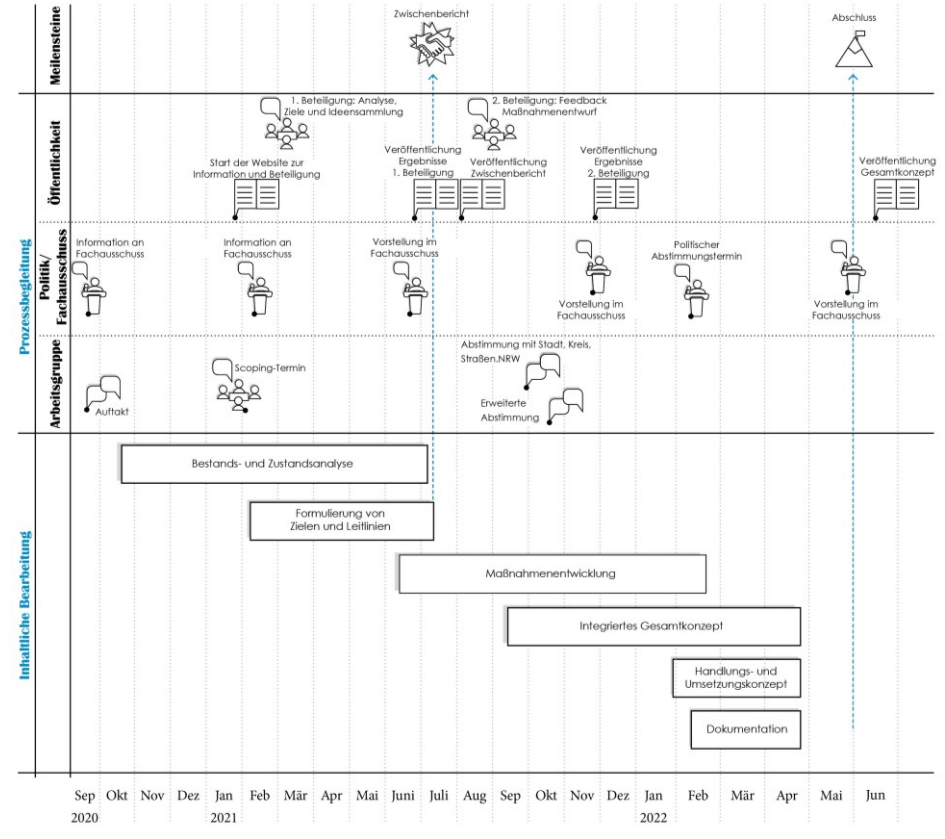 Meilensteine
Zwischenbericht
Abschluss
Prozessbegleitung
Öffentlichkeit
1. Beteiligung: Analyse,
Ziele und Ideensammlung
2. Beteiligung: Feedback
Maßnahmenentwurf
Start der Website zur
Information und Beteiligung
Veröffentlichung
Ergebnisse
1. Beteiligung
Veröffentlichung
Zwischenbericht
Veröffentlichung
Ergebnisse
2. Beteiligung
Veröffentlichung
Gesamtkonzept
Politik/
Fachausschuss
Information an
Fachausschuss
Information an
Fachausschuss
Vorstellung im
Fachausschuss
Vorstellung im
Fachausschuss
Politischer
Abstimmungstermin
Vorstellung im
Fachausschuss
Arbeitsgruppe
Auftakt
Scoping-Termin
Abstimmung mit Stadt, Kreis,
Straßen.NRW
Erweiterte
Abstimmung
Inhaltliche Bearbeitung
Bestands- und Zustandsanalyse
Formulierung von
Zielen und Leitlinien
Maßnahmenentwicklung
Integriertes Gesamtkonzept
Handlungs- und
Umsetzungskonzept
Dokumentation
Sep Okt Nov Dez Jan Feb Mär Apr Mai Juni Juli Aug Sep Okt Nov Dez Jan Feb Mär Apr Mai Jun
2020 2021 2022